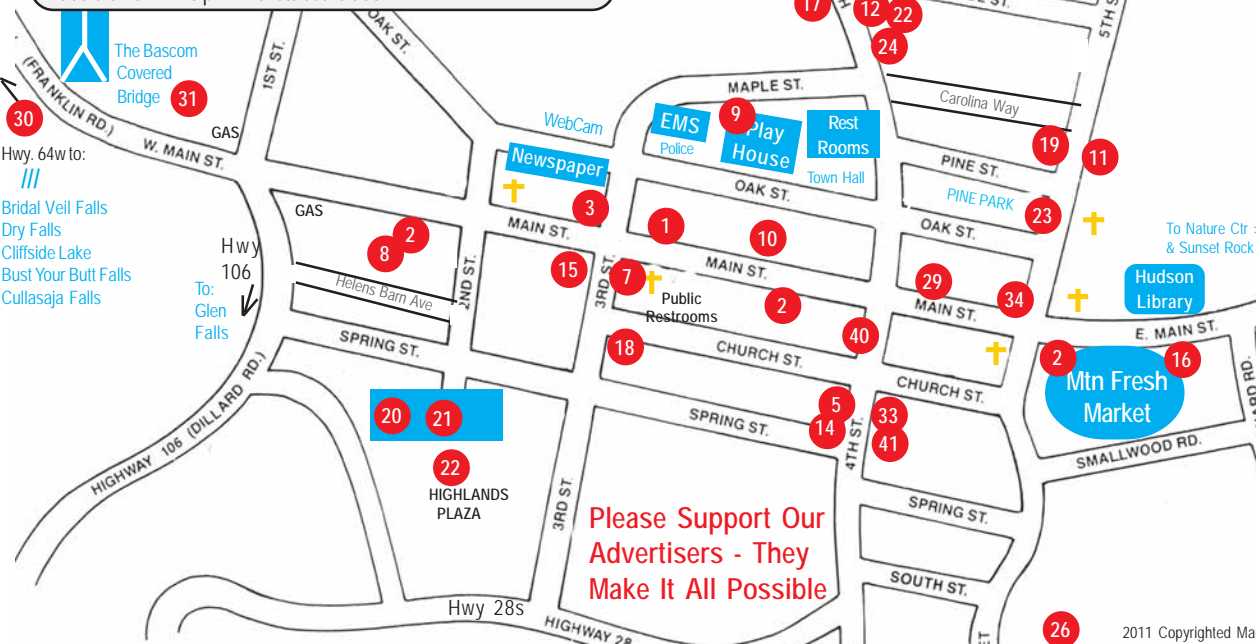 17
12
22
24
5TH S
OAK ST.
1ST ST.
The Bascom
Covered
Bridge
31
30
(FRANKLIN RD.)
GAS
W. MAIN ST.
Hwy. 64w to:
///
Bridal Veil Falls
Dry Falls
Cliffside Lake
Bust Your Butt Falls
Cullasaja Falls
MAPLE ST.
Carolina Way
WebCam
EMS
Police
9
Play
House
Rest
Rooms
Town Hall
Newspaper
19
11
PINE ST.
OAK ST.
PINE PARK
23
OAK ST.
To Nature Ctr
& Sunset Rock
Hudson
Library
GAS
2
8
3
MAIN ST.
1
10
MAIN ST.
Hwy
106
To:
Glen
Falls
Helens Barn Ave
2ND ST.
15
3RD ST.
7
Public
Restrooms
2
29
34
MAIN ST.
40
E. MAIN ST.
SPRING ST.
18
CHURCH ST.
CHURCH ST.
2
16
Mtn Fresh
Market
ARD RD.
20
21
22
HIGHLANDS
PLAZA
HIGHWAY 106 (DILLARD RD.)
SPRING ST.
5
14
4TH ST.
33
41
SMALLWOOD RD.
3RD ST.
Please Support Our
Advertisers - They
Make It All Possible
SPRING ST.
SOUTH ST.
Hwy 28s
HIGHWAY 28
26
2011 Copyrighted Ma